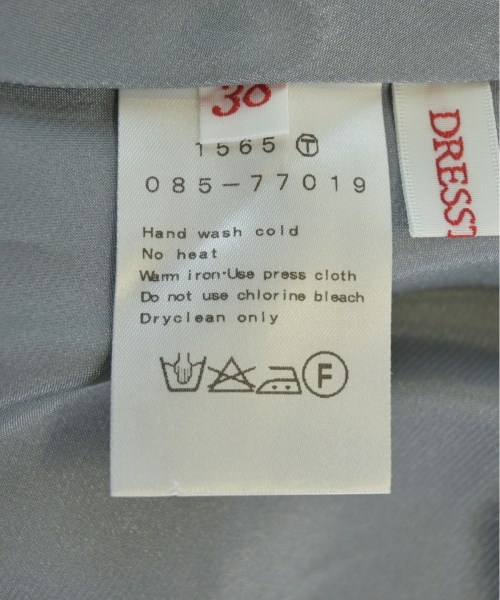 38
1565 Ⓣ
085-77019
DREST
Hand wash cold
No heat
Warm iron·Use press cloth
Do not use chlorine bleach
Dryclean only
F